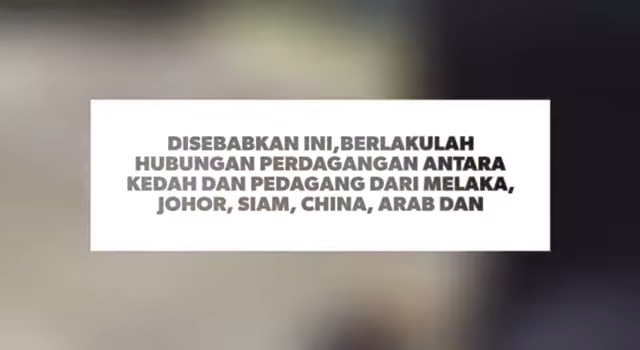 DISEBABKAN INI,BERLAKULAH
HUBUNGAN PERDAGANGAN ANTARA
KEDAH DAN PEDAGANG DARI MELAKA,
JOHOR, SIAM, CHINA, ARAB DAN